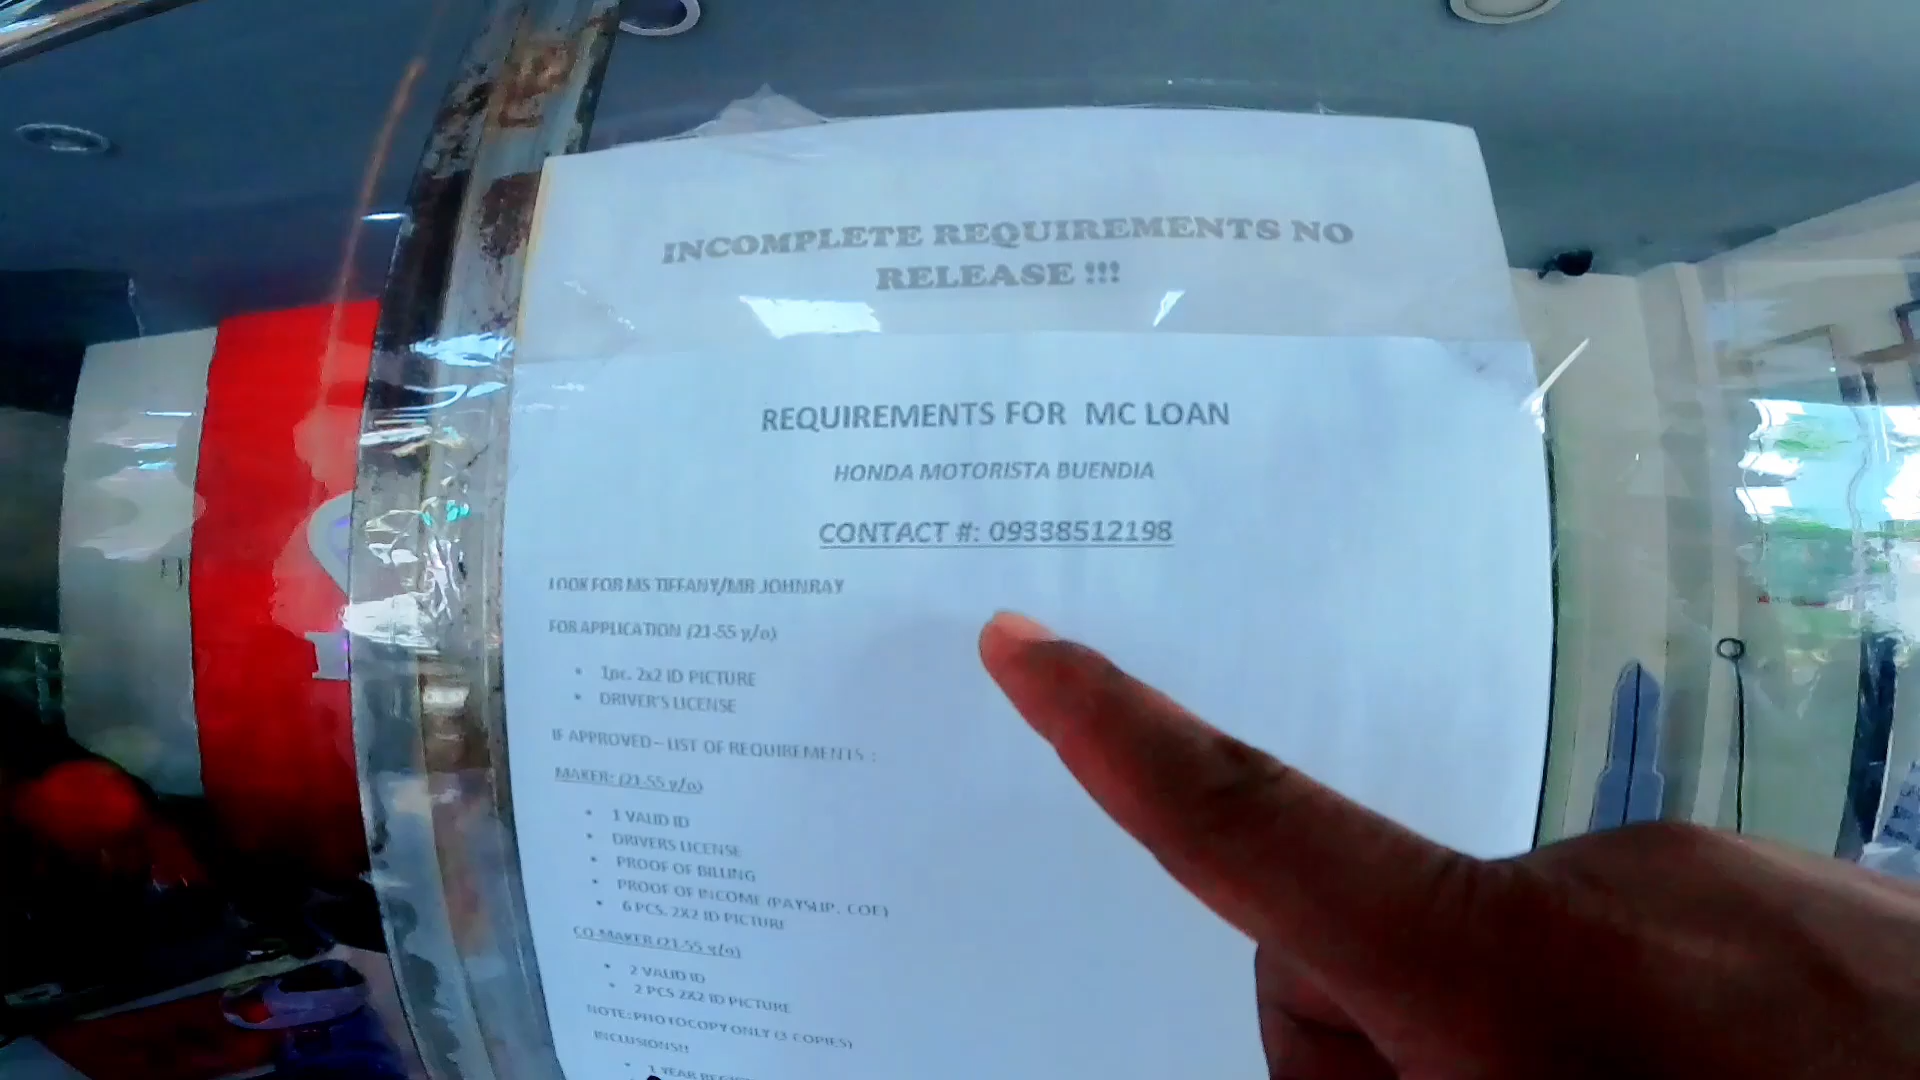 INCOMPLETE REQUIREMENTS NO
RELEASE !!!
REQUIREMENTS FOR MC LOAN
HONDA MOTORISTA BUENDIA
CONTACT #: 09338512198
LOOK FOR MS TIFFANY/MR JOHNRAY
FOR APPLICATION (21-55 y/o)
• 1pc. 2x2 ID PICTURE
• DRIVER'S LICENSE
IF APPROVED – LIST OF REQUIREMENTS :
MAKER: (21-55 y/o)
• 1 VALID ID
• DRIVERS LICENSE
• PROOF OF BILLING
• PROOF OF INCOME (PAYSLIP, COE)
• 6 PCS. 2X2 ID PICTURE
CO-MAKER (21-55 y/o)
• 2 VALID ID
• 2 PCS 2X2 ID PICTURE
NOTE: PHOTOCOPY ONLY (3 COPIES)
INCLUSIONS!!
• 1 YEAR